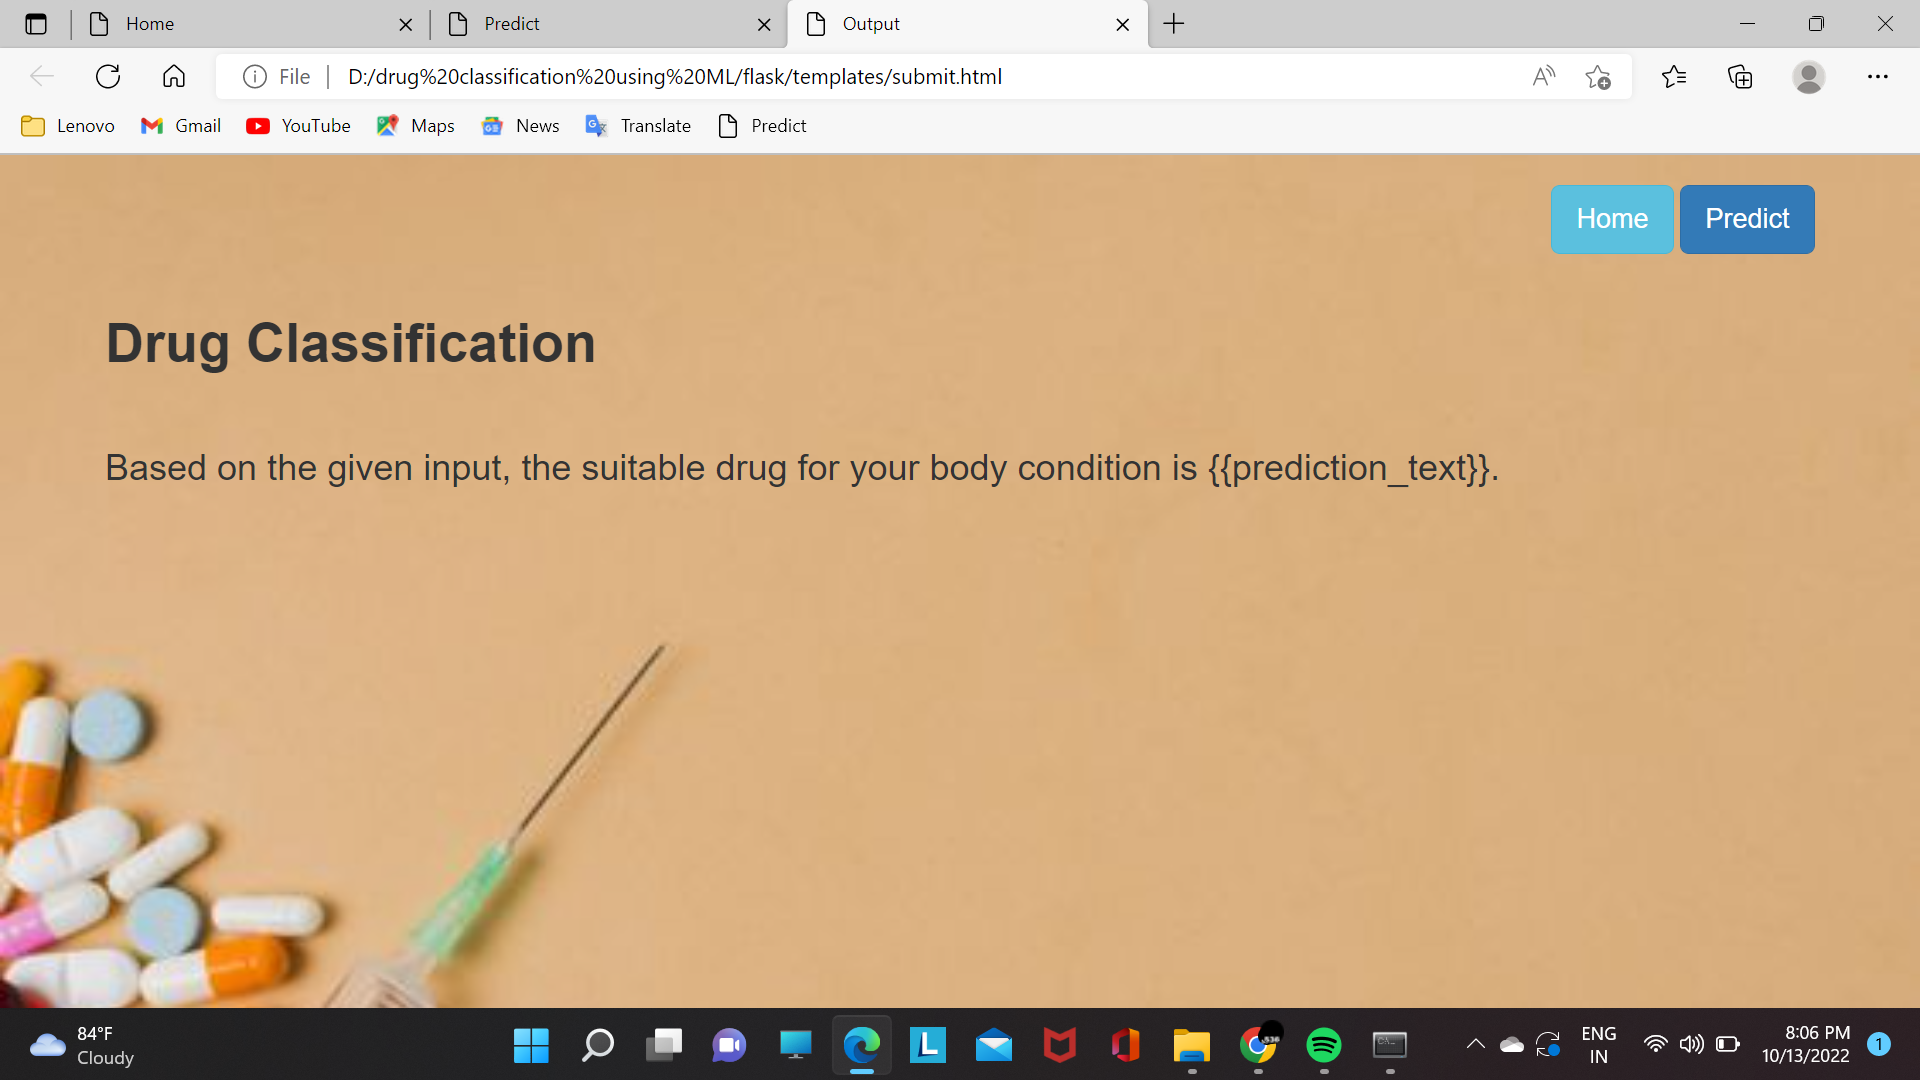 Home
Predict
Output
File
D:/drug%20classification%20using%20ML/flask/templates/submit.html
Lenovo
Gmail
YouTube
Maps
News
Translate
Predict
Home
Predict
Drug Classification
Based on the given input, the suitable drug for your body condition is {{prediction_text}}.
84°F
Cloudy
ENG
IN
8:06 PM
10/13/2022
1